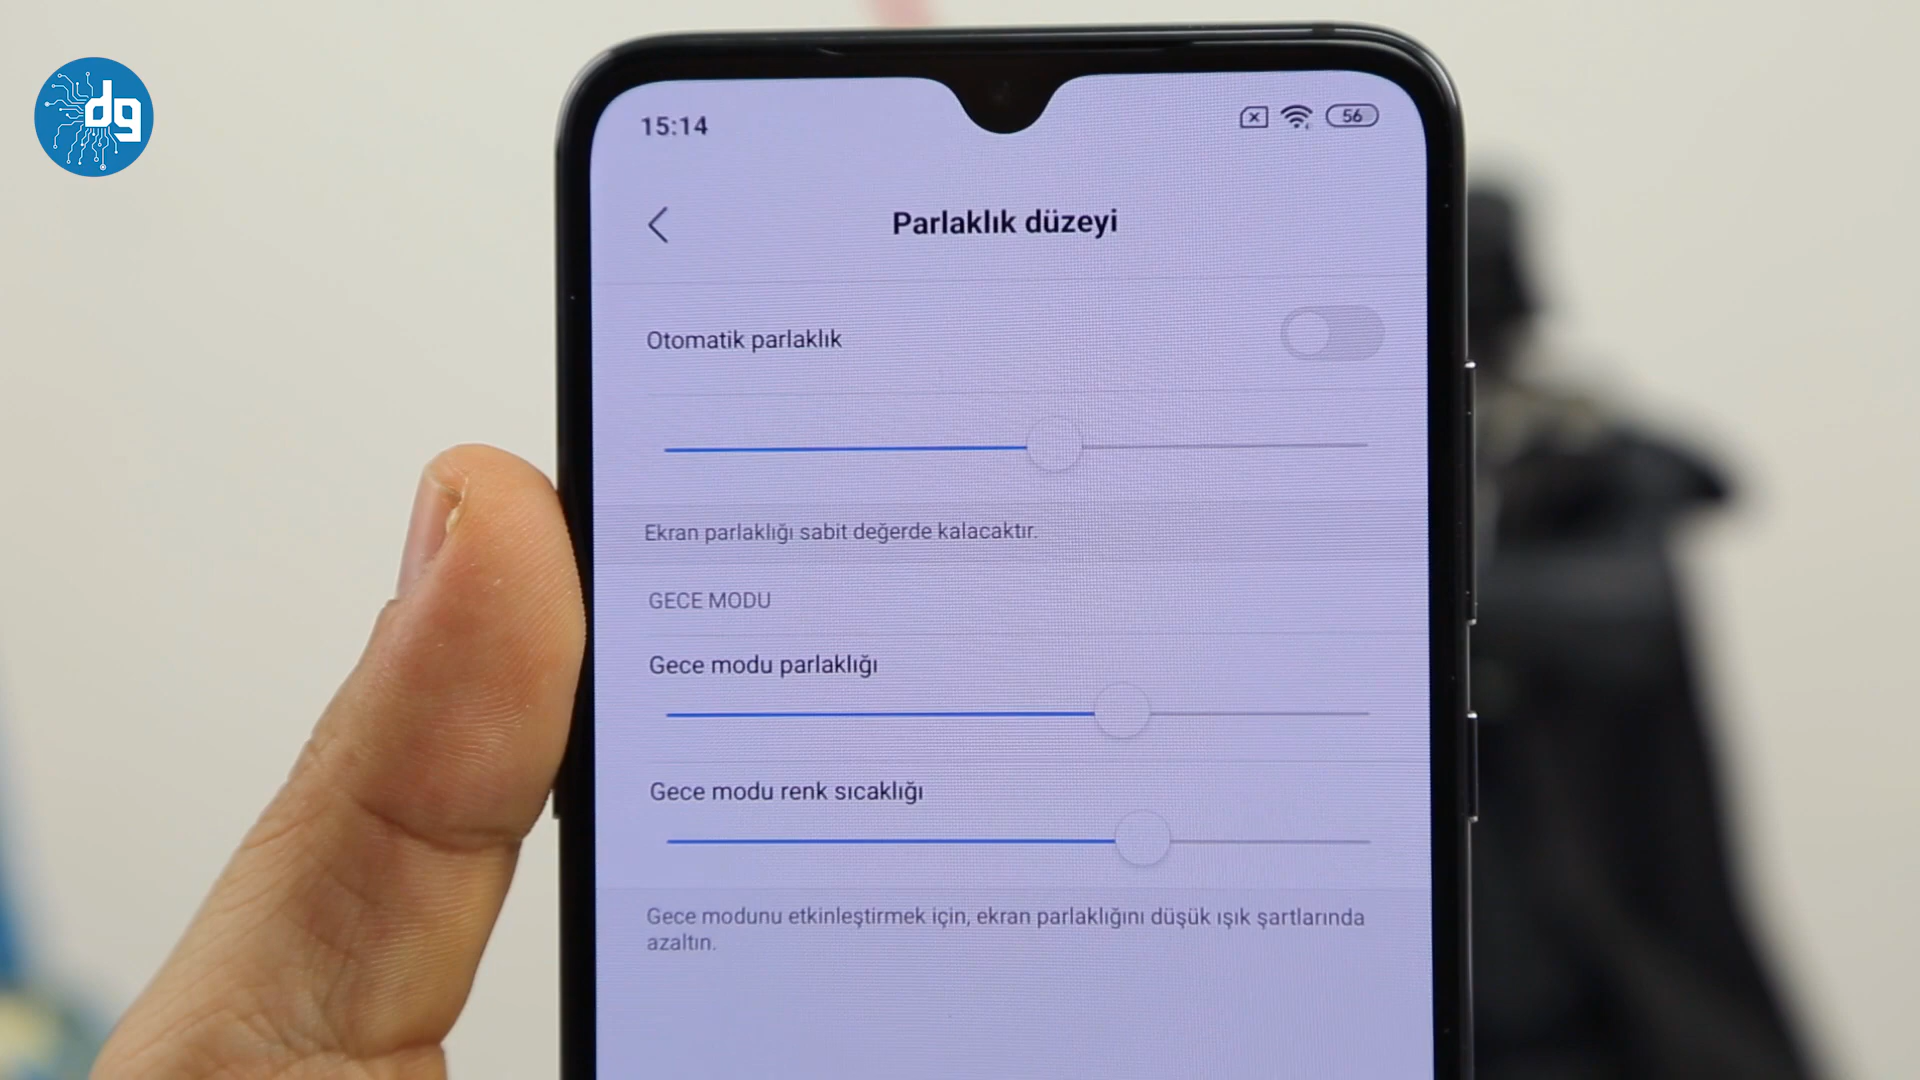 dg
15:14
56
Parlaklık düzeyi
Otomatik parlaklık
Ekran parlaklığı sabit değerde kalacaktır.
GECE MODU
Gece modu parlaklığı
Gece modu renk sıcaklığı
Gece modunu etkinleştirmek için, ekran parlaklığını düşük ışık şartlarında
azaltın.